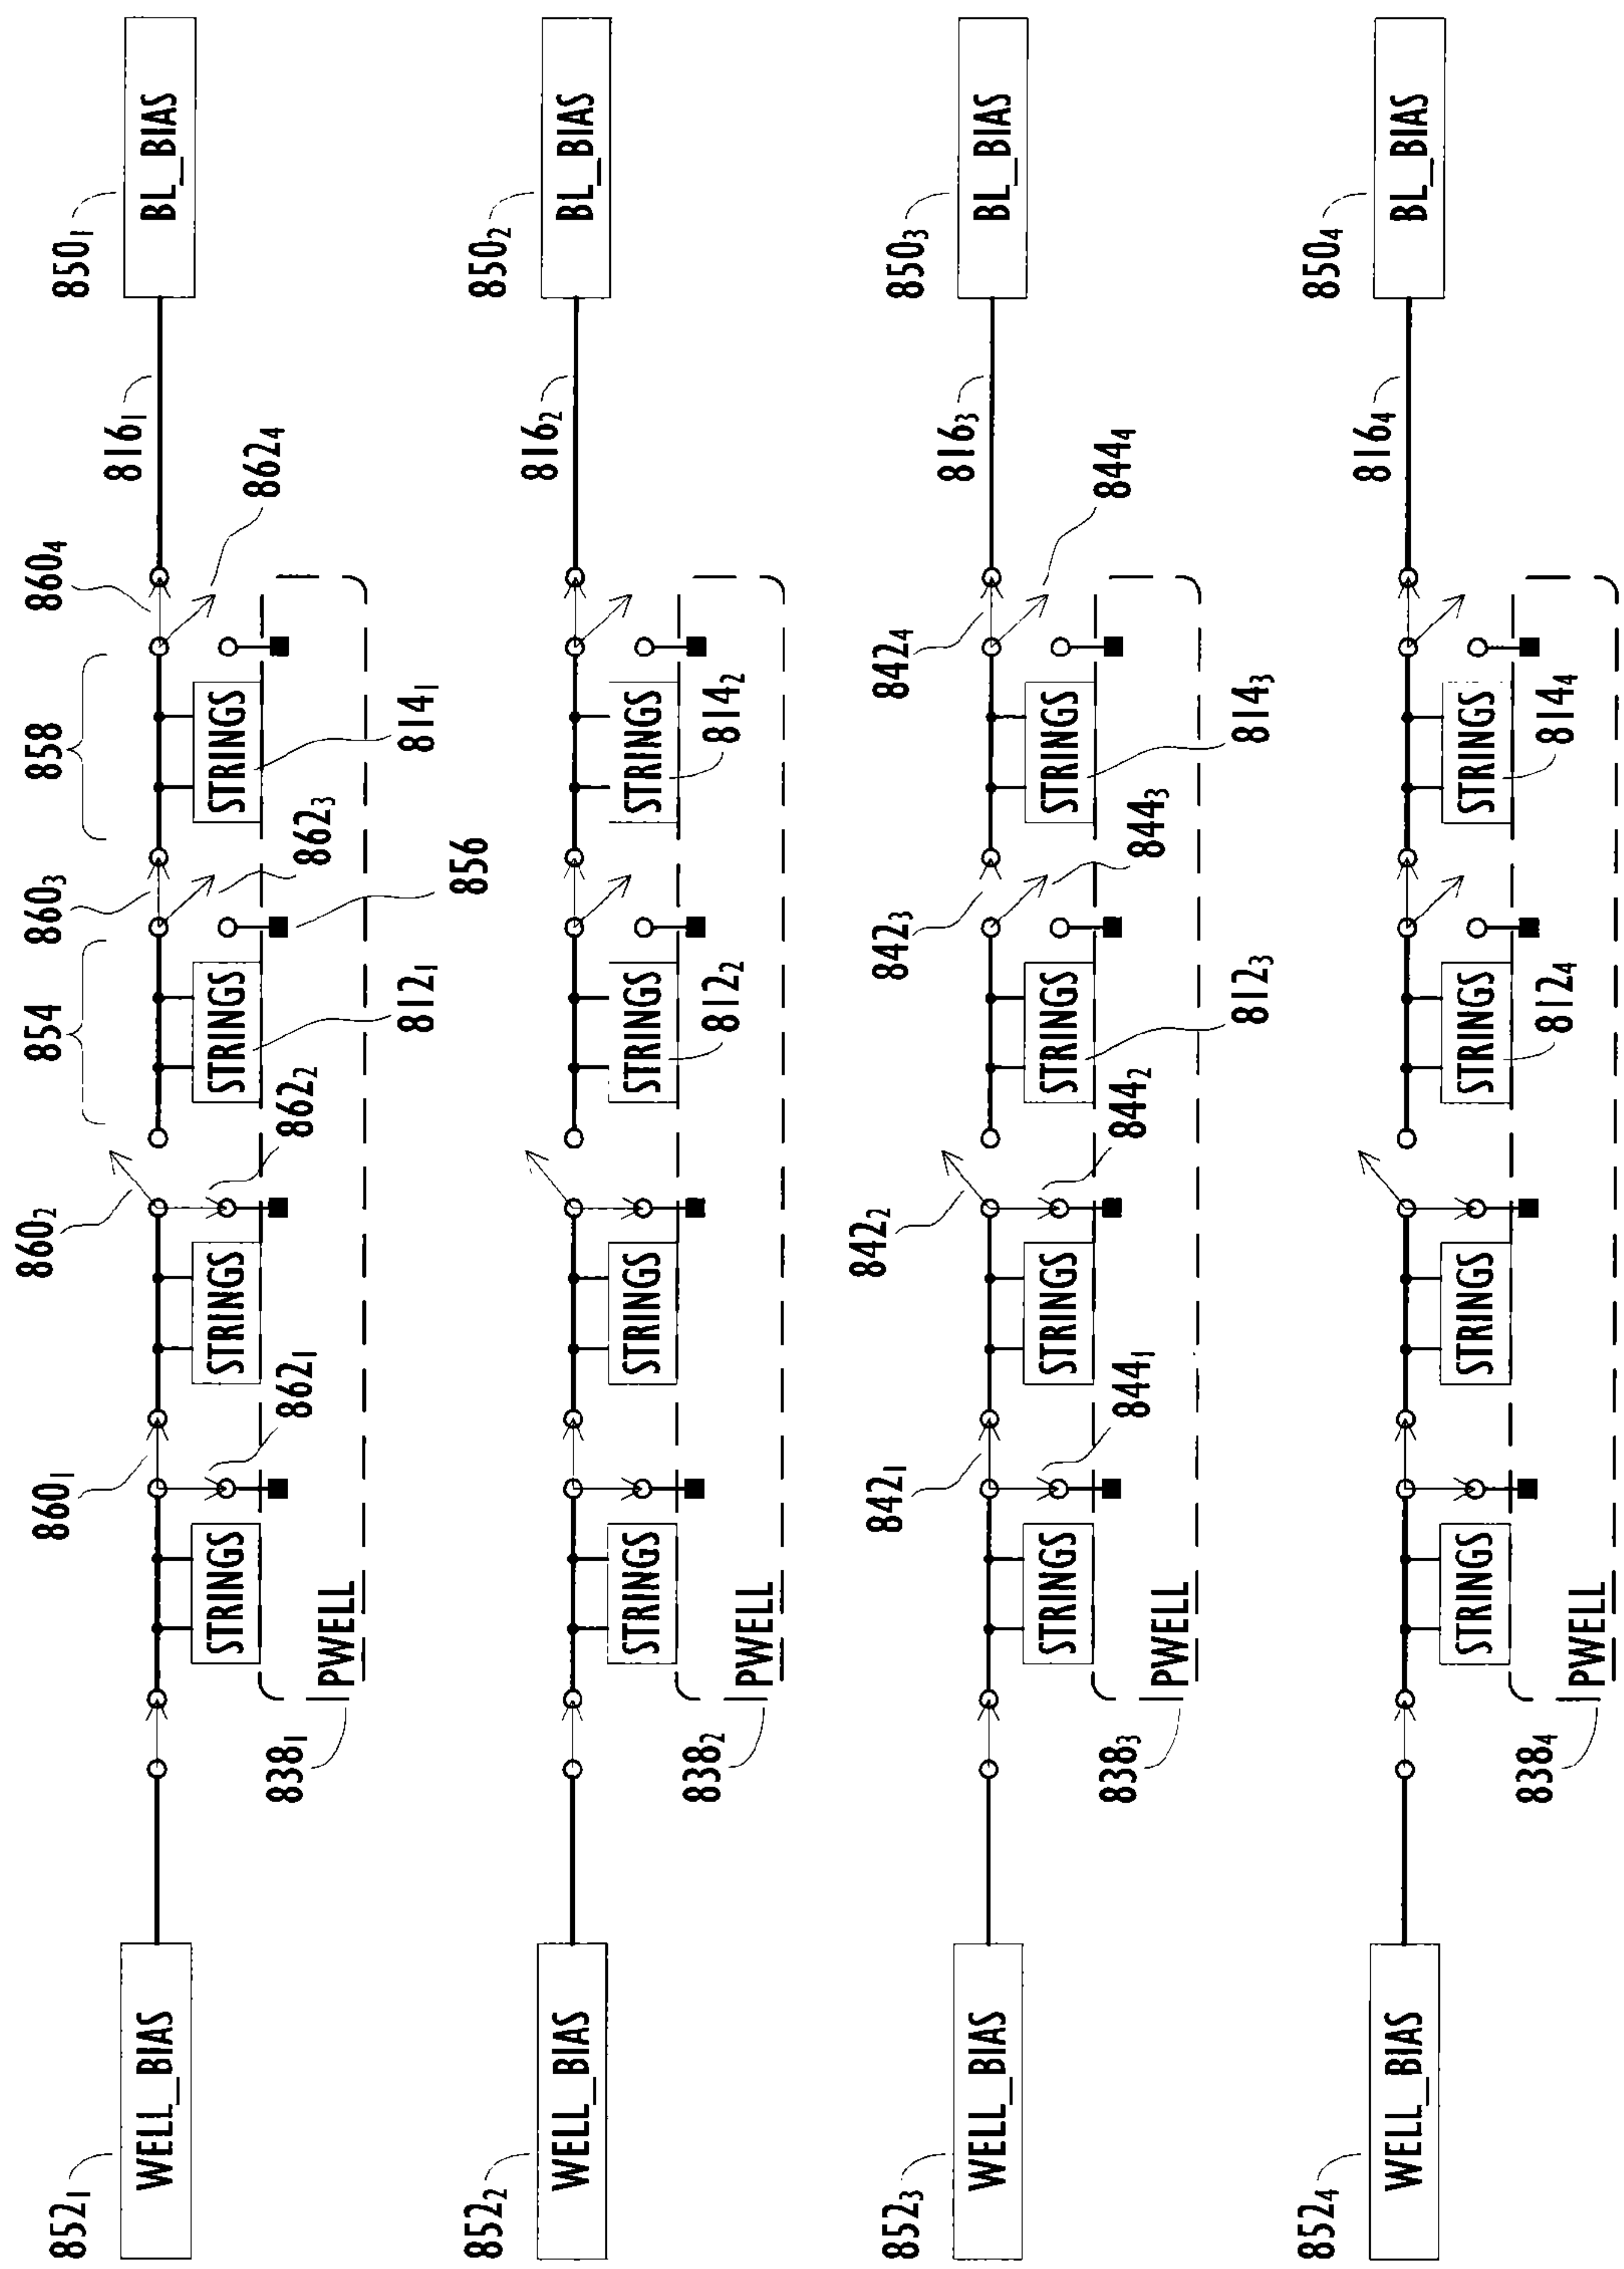 852₁
860₁
860₂
854
860₃
858
860₄
850₁
816₁
WELL_BIAS
BL_BIAS
STRINGS
STRINGS
STRINGS
STRINGS
862₁
862₂
862₃
862₄
838₁
PWELL
812₁
814₁
856
852₂
816₂
850₂
WELL_BIAS
BL_BIAS
STRINGS
STRINGS
STRINGS
STRINGS
838₂
PWELL
812₂
814₂
852₃
842₁
842₂
842₃
842₄
816₃
850₃
WELL_BIAS
BL_BIAS
STRINGS
STRINGS
STRINGS
STRINGS
844₁
844₂
844₃
844₄
838₃
PWELL
812₃
814₃
852₄
816₄
850₄
WELL_BIAS
BL_BIAS
STRINGS
STRINGS
STRINGS
STRINGS
838₄
PWELL
812₄
814₄